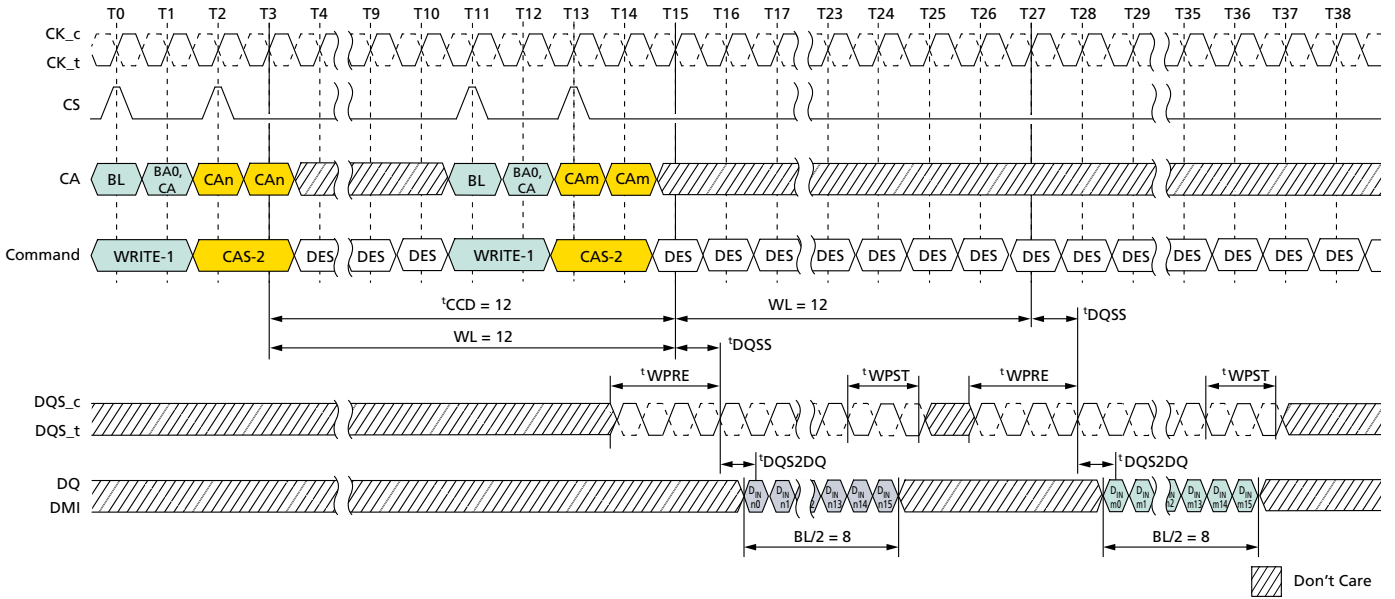 T0 T1 T2 T3 T4 T9 T10 T11 T12 T13 T14 T15 T16 T17 T23 T24 T25 T26 T27 T28 T29 T35 T36 T37 T38
CK_c
CK_t
CS
CA BL BA0, CA CAn CAn BL BA0, CA CAm CAm
Command WRITE-1 CAS-2 DES DES DES WRITE-1 CAS-2 DES DES DES DES DES DES DES DES DES DES DES DES DES DES
tCCD = 12 WL = 12 tDQSS
WL = 12 tDQSS
tWPRE tWPST tWPRE tWPST
DQS_c
DQS_t
tDQS2DQ tDQS2DQ
DQ
DMI
DIN n0 DIN n1 DIN n13 DIN n14 DIN n15 DIN m0 DIN m1 DIN m13 DIN m14 DIN m15
BL/2 = 8 BL/2 = 8
Don't Care